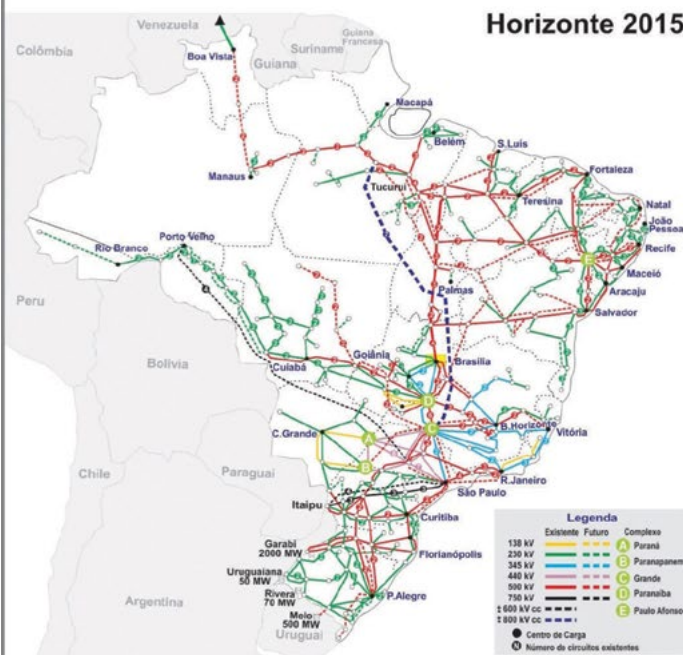 Horizonte 2015
Venezuela
Colômbia
Guiana
Suriname
Guiana
Francesa
Boa Vista
Macapá
Belém
S.Luis
Fortaleza
Manaus
Tucuruí
Teresina
Natal
João
Pessoa
Recife
Maceió
Aracaju
Salvador
E
Porto Velho
Rio Branco
Palmas
Peru
Bolívia
Cuiabá
Goiânia
Brasília
D
C
B.Horizonte
Vitória
C.Grande
A
B
Chile
Paraguai
São Paulo
R.Janeiro
Itaipu
Curitiba
Garabi
2000 MW
Florianópolis
Uruguaiana
50 MW
Rivera
70 MW
P.Alegre
Melo
500 MW
Argentina
Uruguai
Legenda
Existente Futuro Complexo
138 kV A Paraná
230 kV B Paranapanem
345 kV C Grande
440 kV D Paranaíba
500 kV E Paulo Afonso
750 kV
± 600 kV cc
± 800 kV cc
Centro de Carga
N Número de circuitos existentes